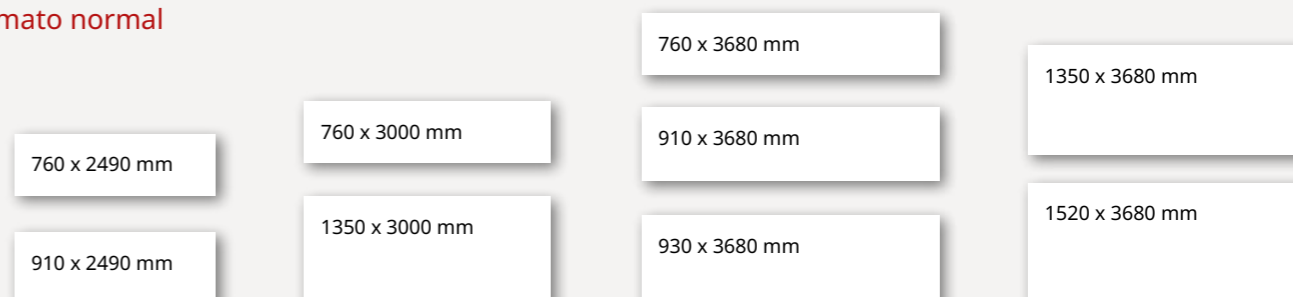 mato normal
760 x 2490 mm
910 x 2490 mm
760 x 3000 mm
1350 x 3000 mm
760 x 3680 mm
910 x 3680 mm
930 x 3680 mm
1350 x 3680 mm
1520 x 3680 mm